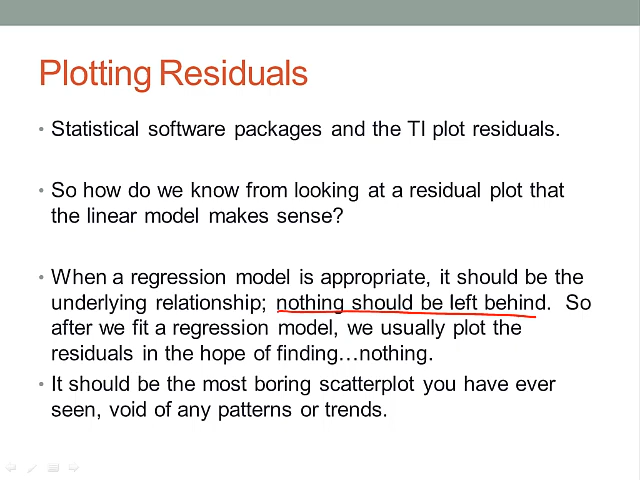 Plotting Residuals
• Statistical software packages and the TI plot residuals.
• So how do we know from looking at a residual plot that
the linear model makes sense?
• When a regression model is appropriate, it should be the
underlying relationship; nothing should be left behind. So
after we fit a regression model, we usually plot the
residuals in the hope of finding…nothing.
• It should be the most boring scatterplot you have ever
seen, void of any patterns or trends.